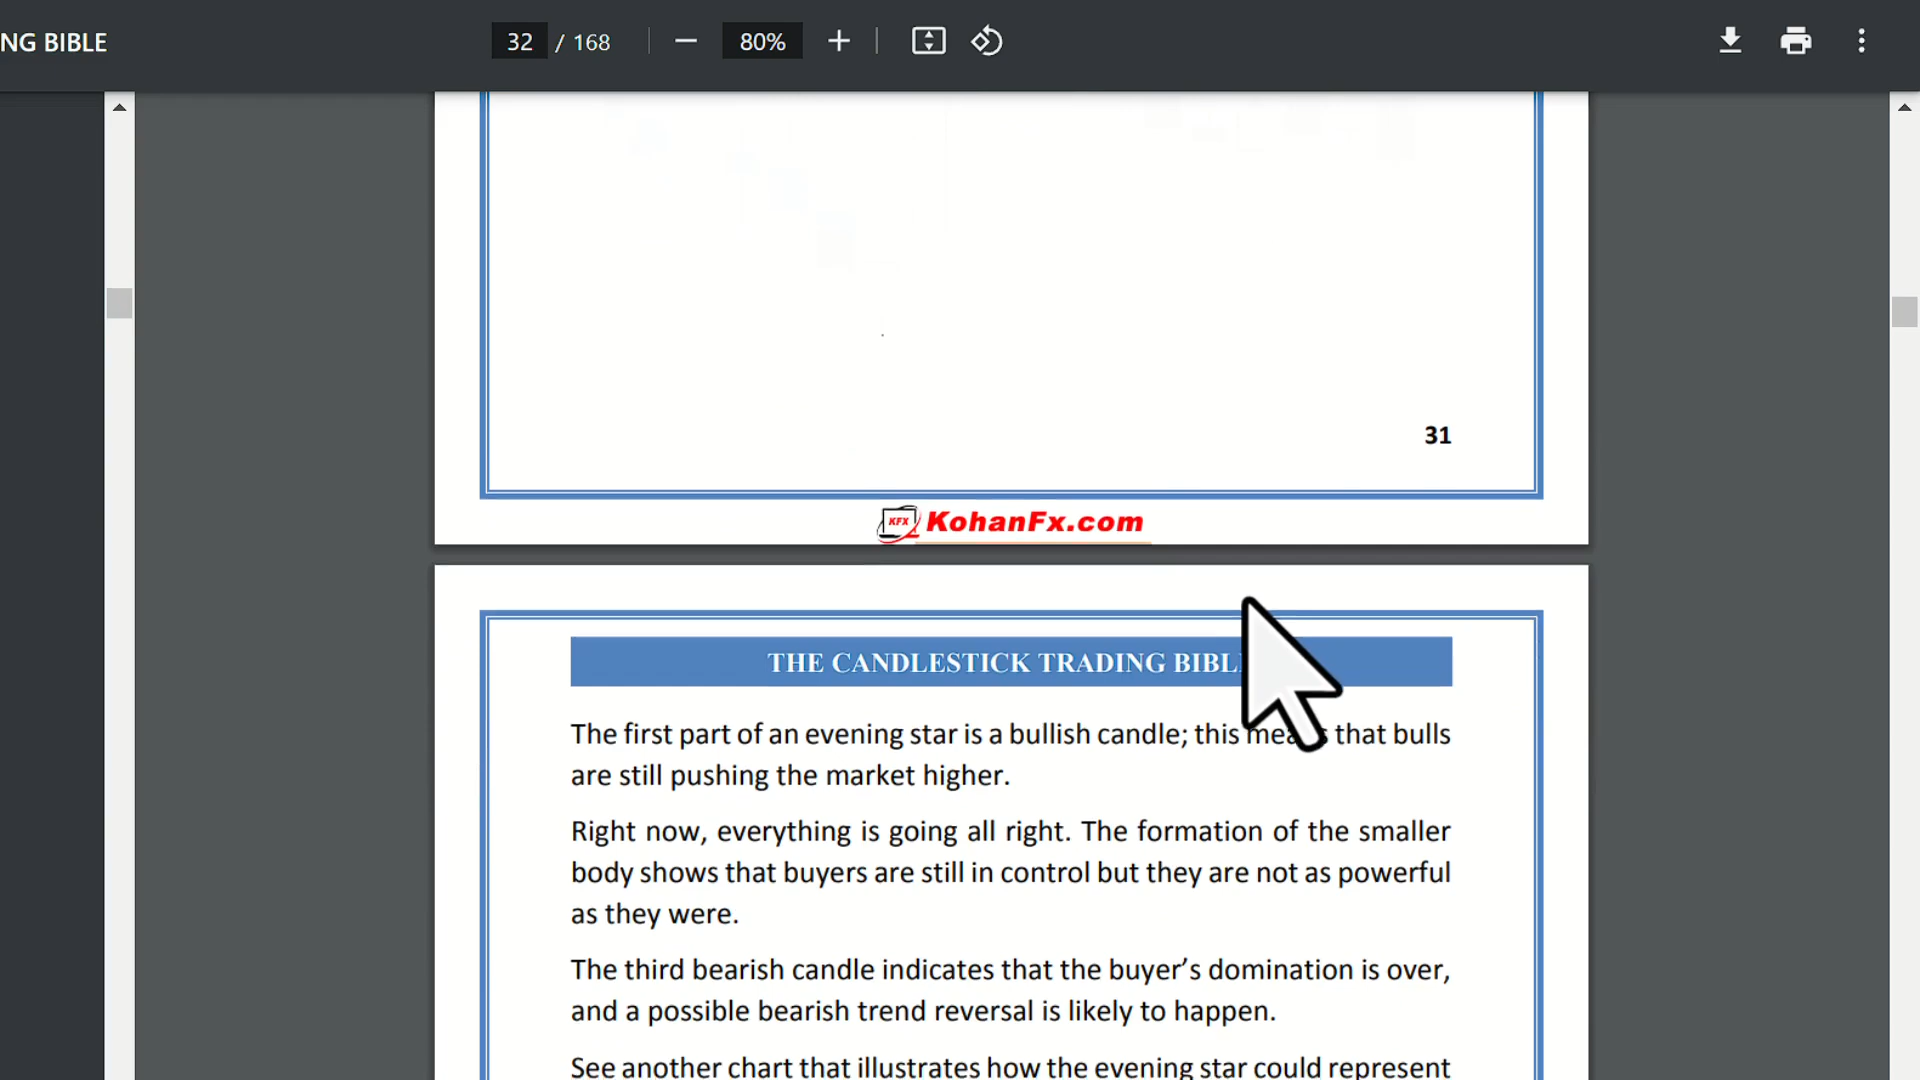 NG BIBLE
32 / 168
80%
31
KFX KohanFx.com
THE CANDLESTICK TRADING BIBL
The first part of an evening star is a bullish candle; this that bulls
are still pushing the market higher.
Right now, everything is going all right. The formation of the smaller
body shows that buyers are still in control but they are not as powerful
as they were.
The third bearish candle indicates that the buyer's domination is over,
and a possible bearish trend reversal is likely to happen.
See another chart that illustrates how the evening star could represent